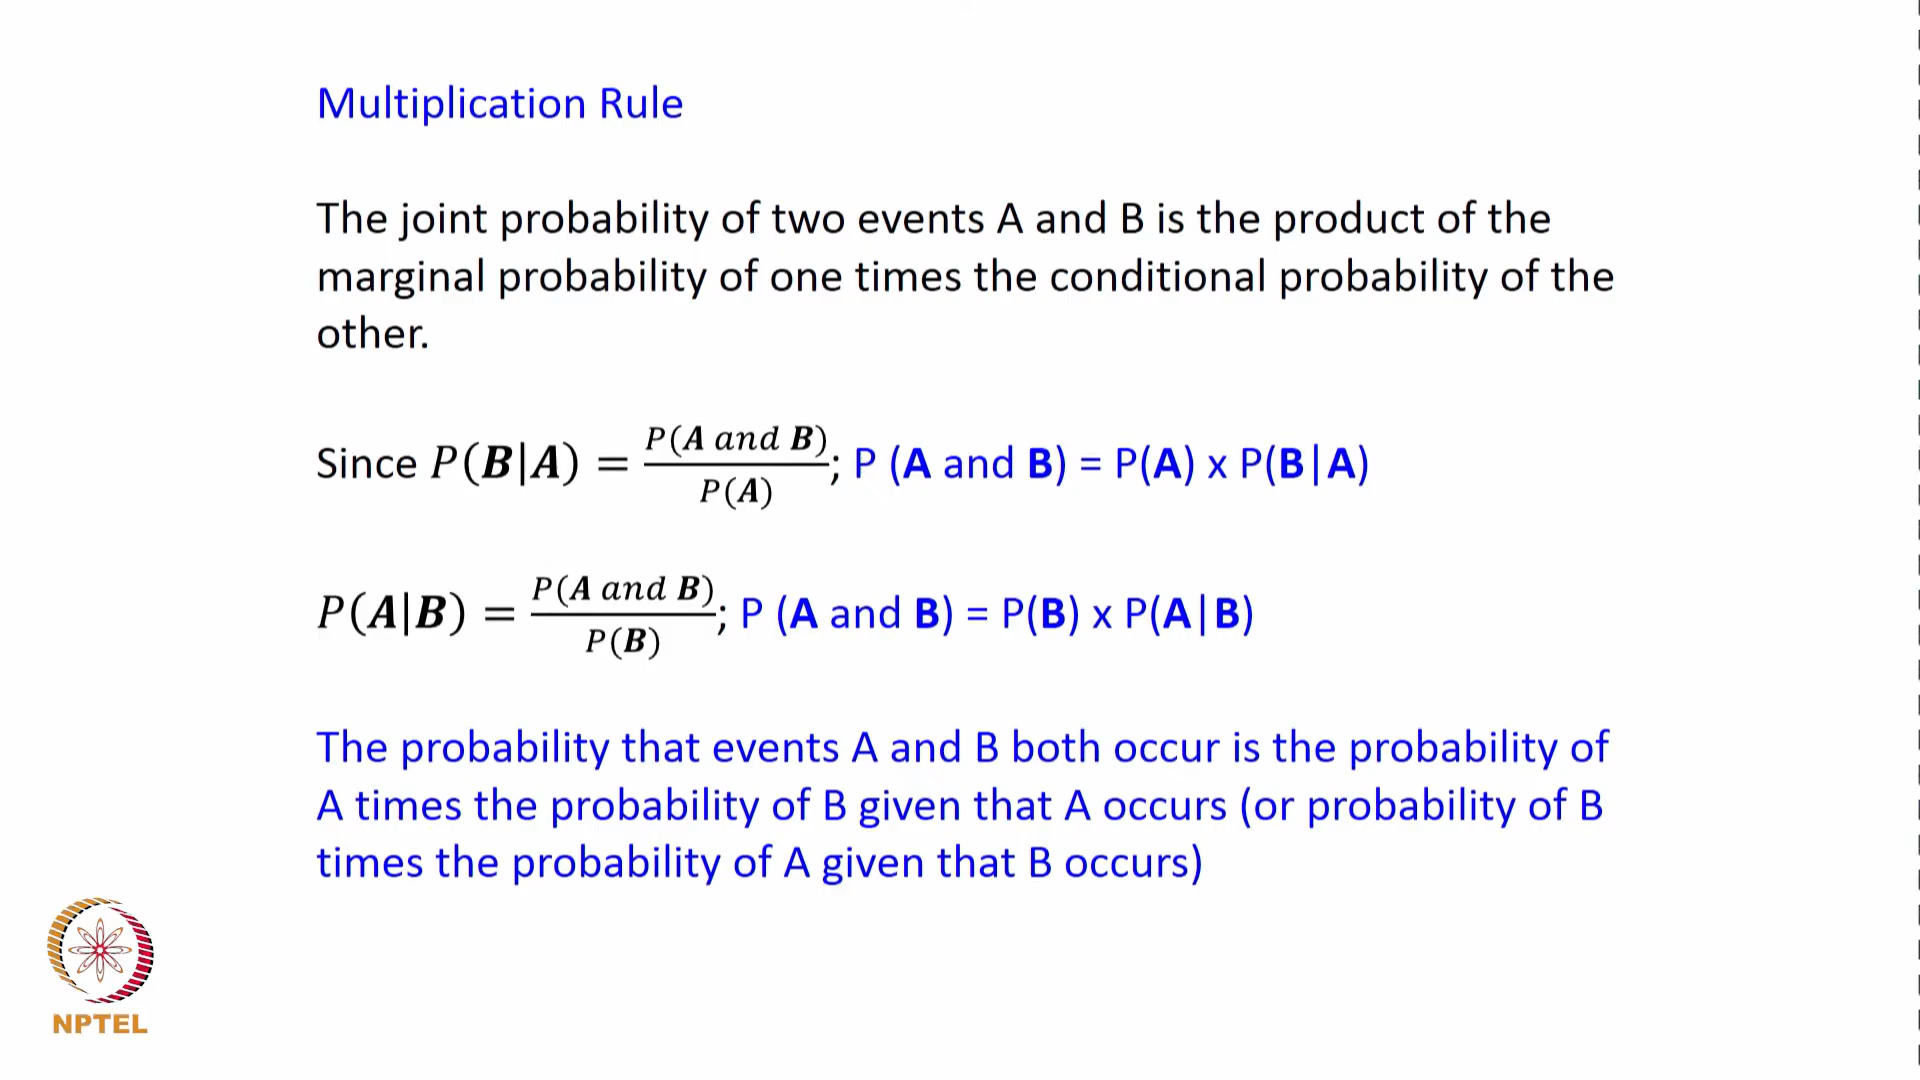 Multiplication Rule
The joint probability of two events A and B is the product of the
marginal probability of one times the conditional probability of the
other.
Since P(B|A) = P(A and B) / P(A); P (A and B) = P(A) x P(B|A)
P(A|B) = P(A and B) / P(B); P (A and B) = P(B) x P(A|B)
The probability that events A and B both occur is the probability of
A times the probability of B given that A occurs (or probability of B
times the probability of A given that B occurs)
NPTEL